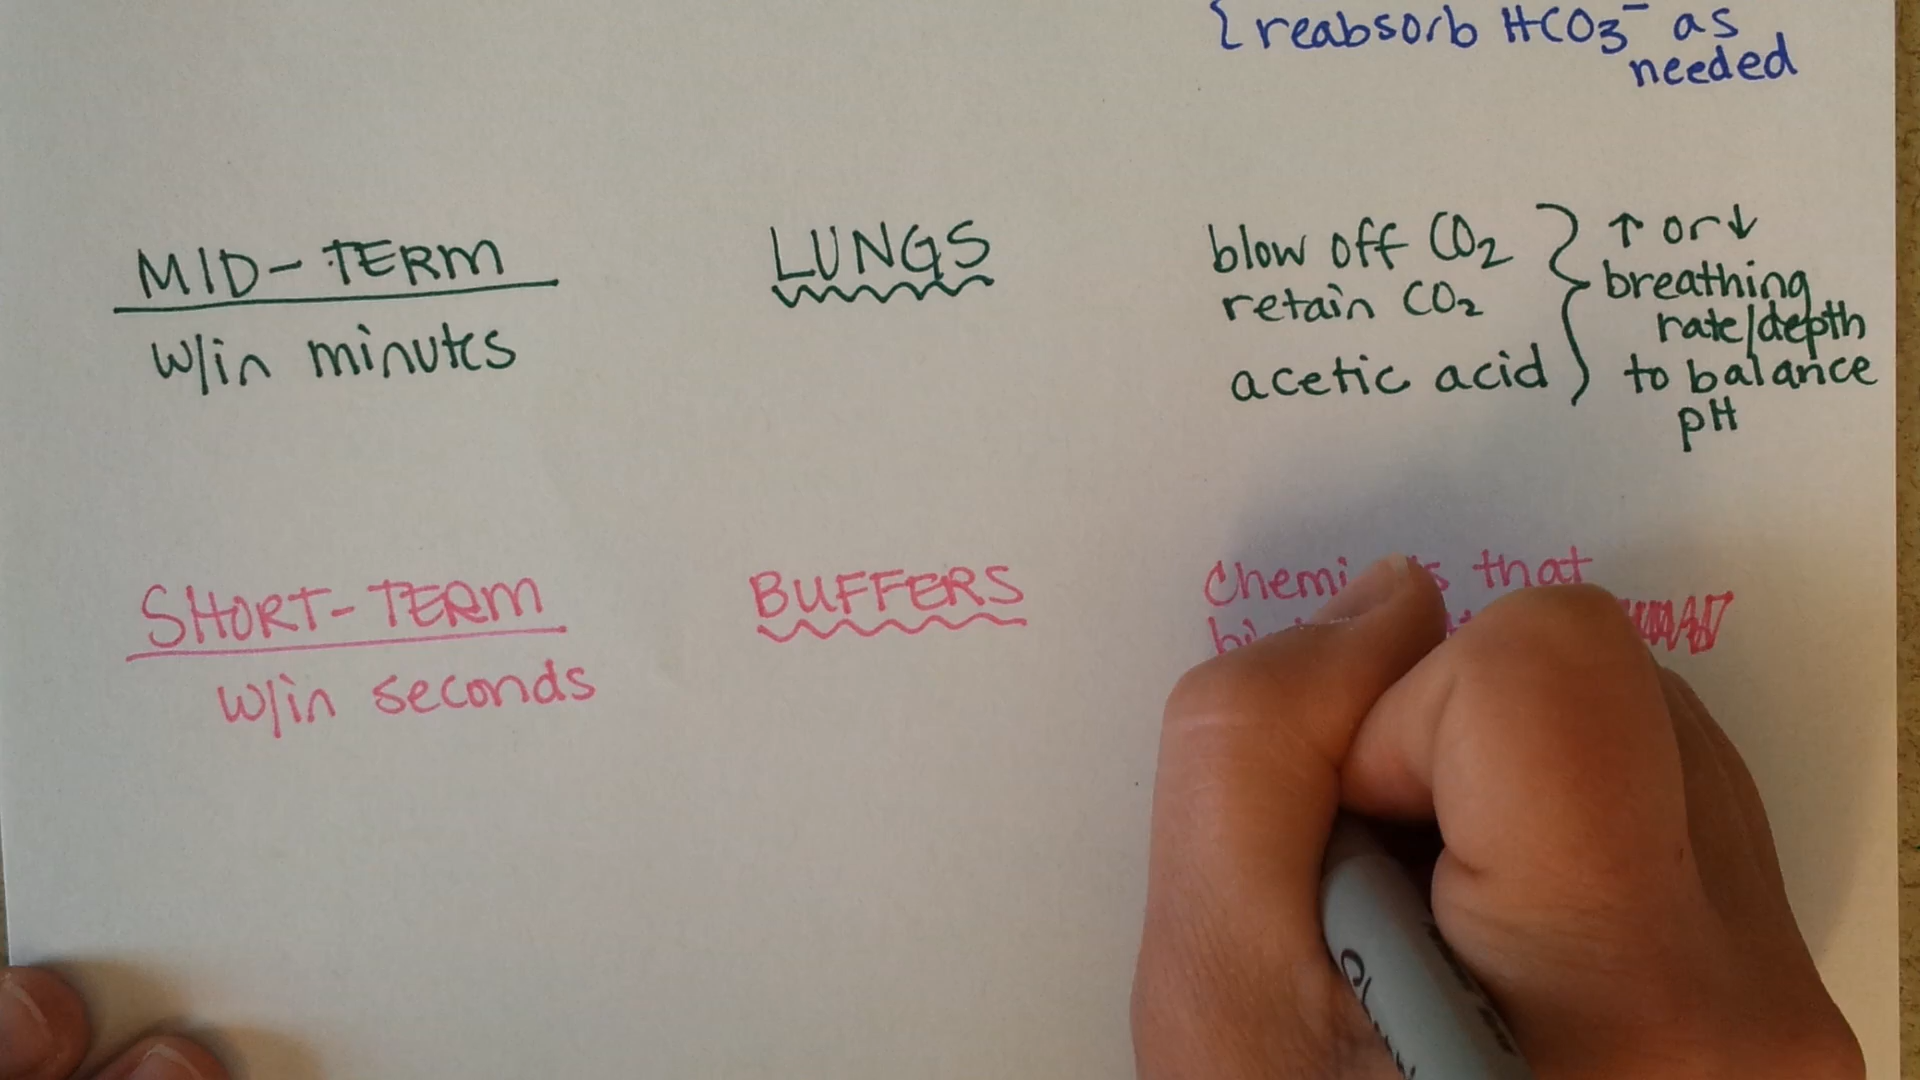 { reabsorb HCO3⁻ as
needed
MID-TERM
w/in minutes
LUNGS
blow off CO2
retain CO2
acetic acid
↑ or ↓
breathing
rate/depth
to balance
pH
SHORT-TERM
w/in seconds
BUFFERS
that